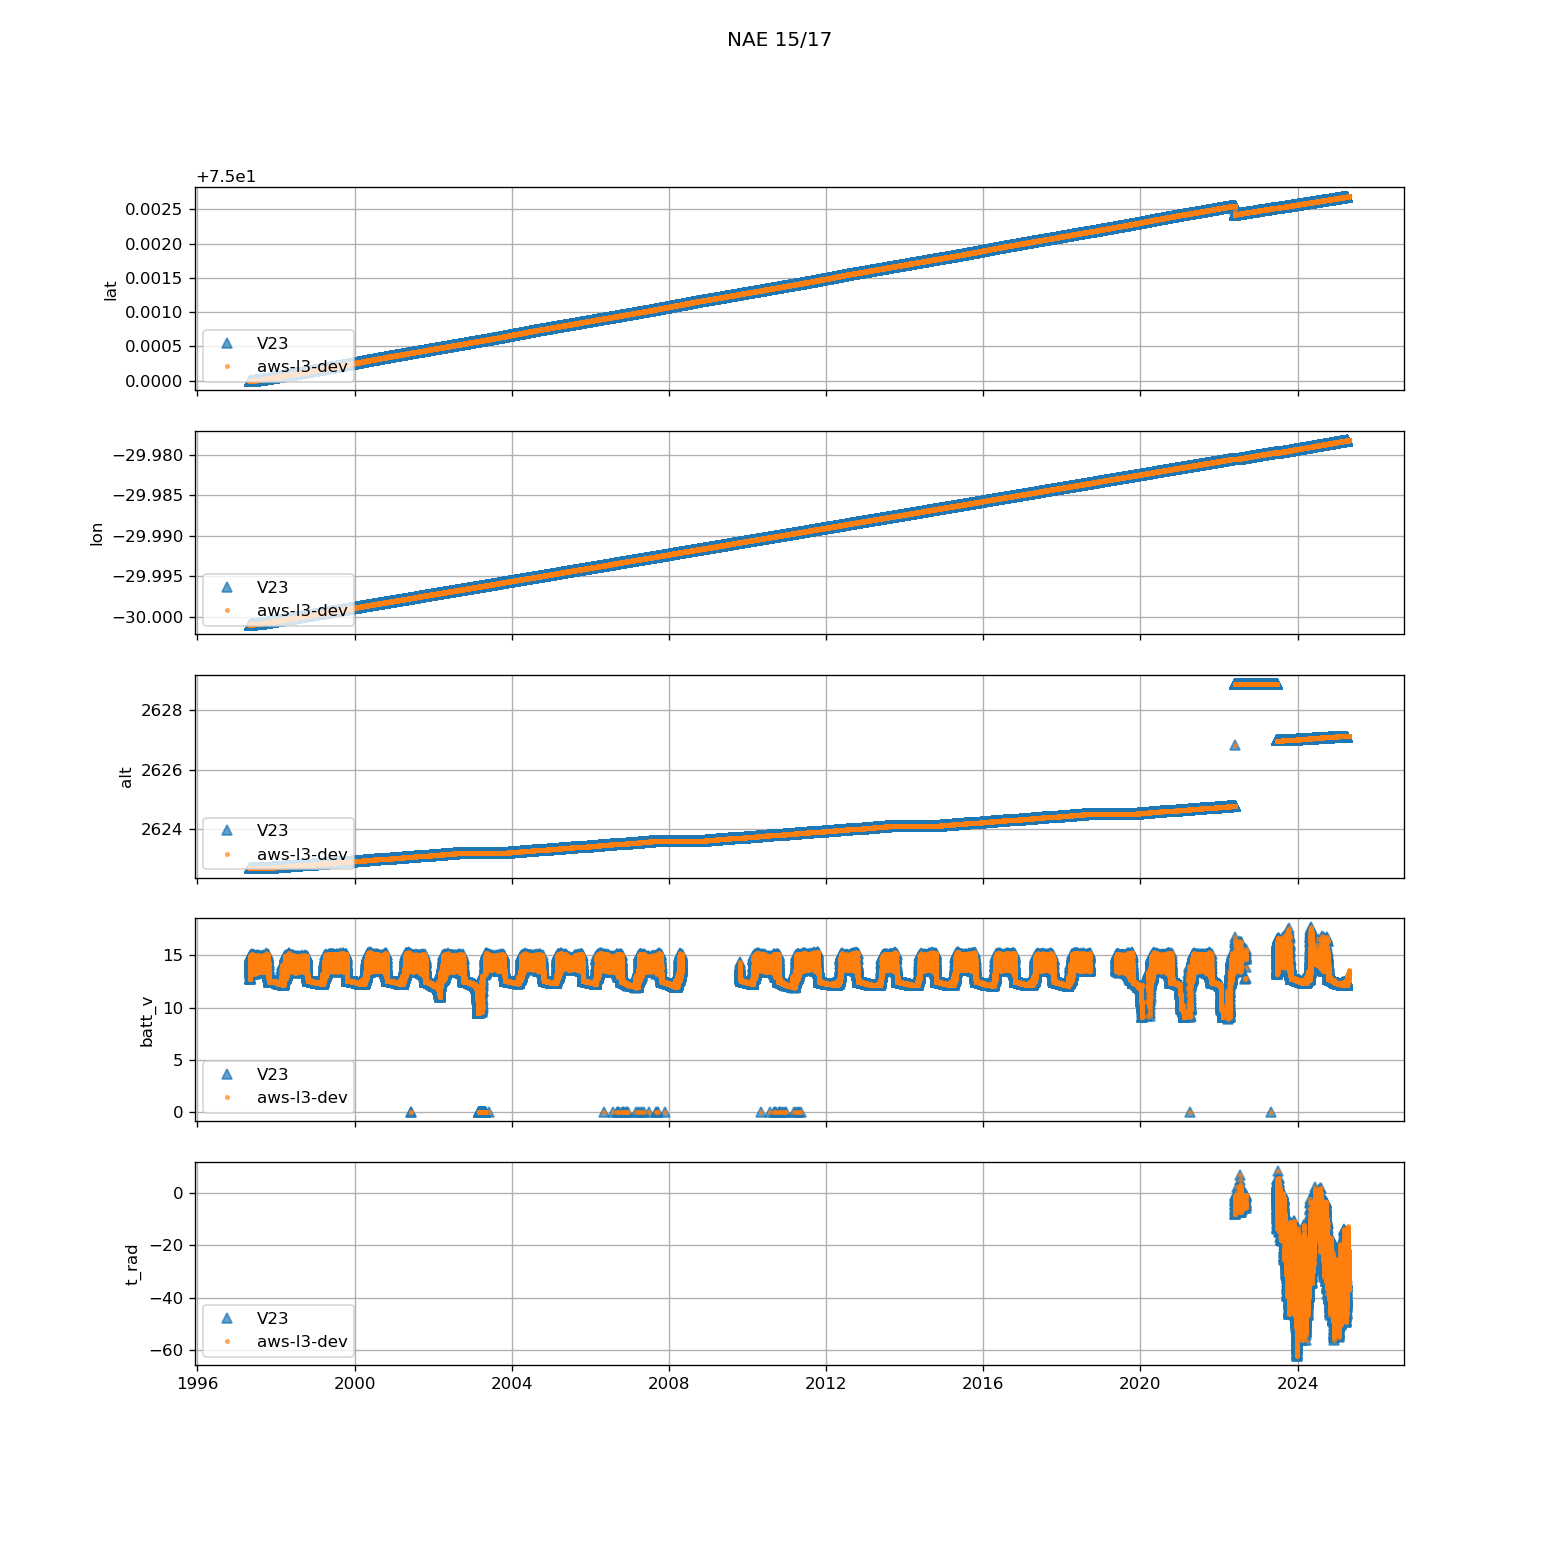 NAE 15/17
+7.5e1
0.0025
0.0020
0.0015
0.0010
0.0005
0.0000
lat
V23
aws-l3-dev
−29.980
−29.985
−29.990
−29.995
−30.000
lon
V23
aws-l3-dev
2628
2626
2624
alt
V23
aws-l3-dev
15
10
5
0
batt_v
V23
aws-l3-dev
0
−20
−40
−60
t_rad
V23
aws-l3-dev
1996 2000 2004 2008 2012 2016 2020 2024